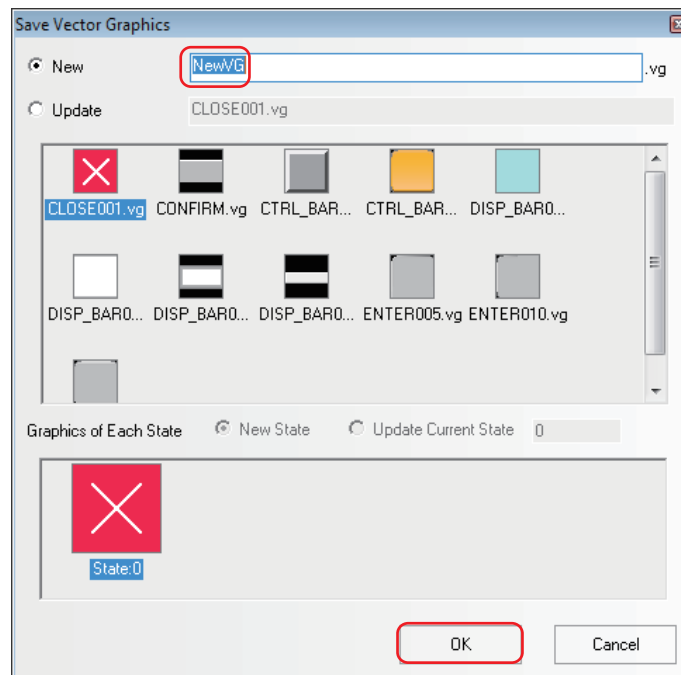 Save Vector Graphics
New NewVG .vg
Update CLOSE001.vg
CLOSE001.vg CONFIRM.vg CTRL_BAR... CTRL_BAR... DISP_BAR0...
DISP_BAR0... DISP_BAR0... DISP_BAR0... ENTER005.vg ENTER010.vg
Graphics of Each State New State Update Current State 0
State:0
OK Cancel